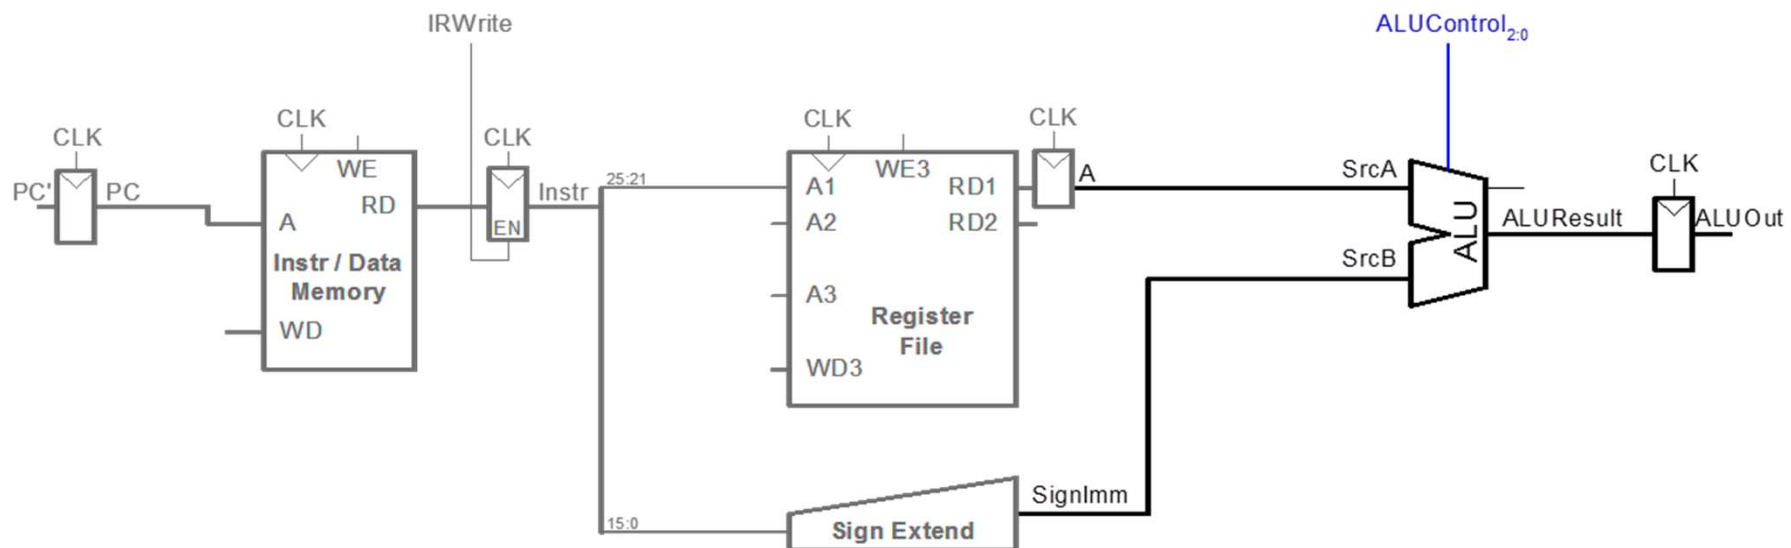 IRWrite
ALUControl2:0
CLK
CLK
CLK
CLK
CLK
CLK
PC'
PC
WE
RD
A
EN
Instr / Data
Memory
WD
Instr
25:21
A1
WE3
RD1
A2
RD2
A3
Register
File
WD3
A
SrcA
SrcB
ALU
ALUResult
ALUOut
SignImm
15:0
Sign Extend